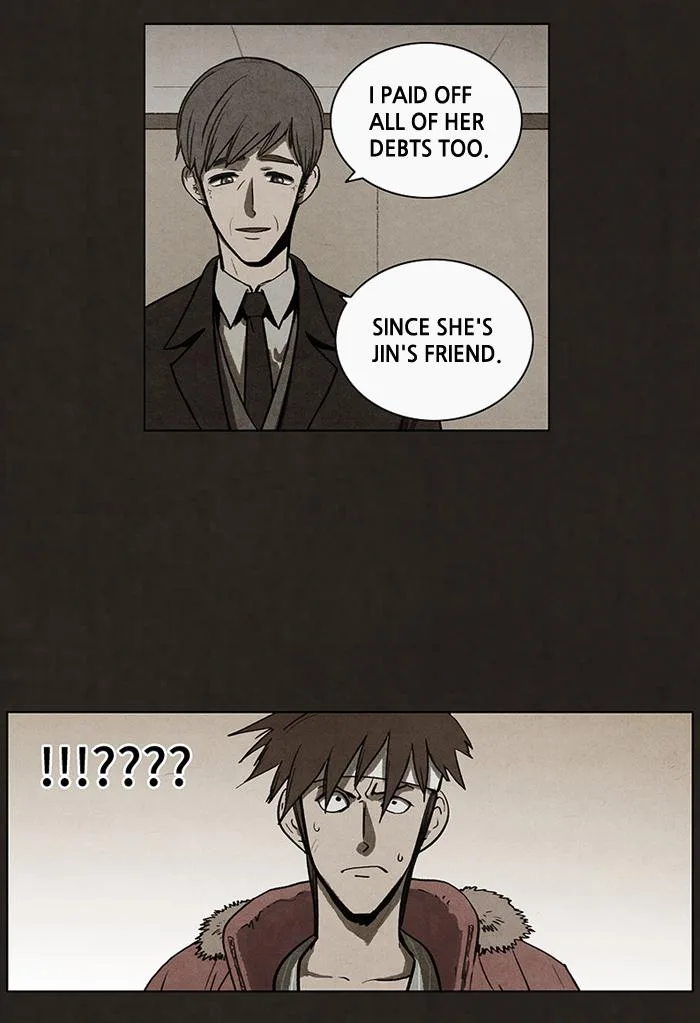 I PAID OFF
ALL OF HER
DEBTS TOO.
SINCE SHE'S
JIN'S FRIEND.
!!!????